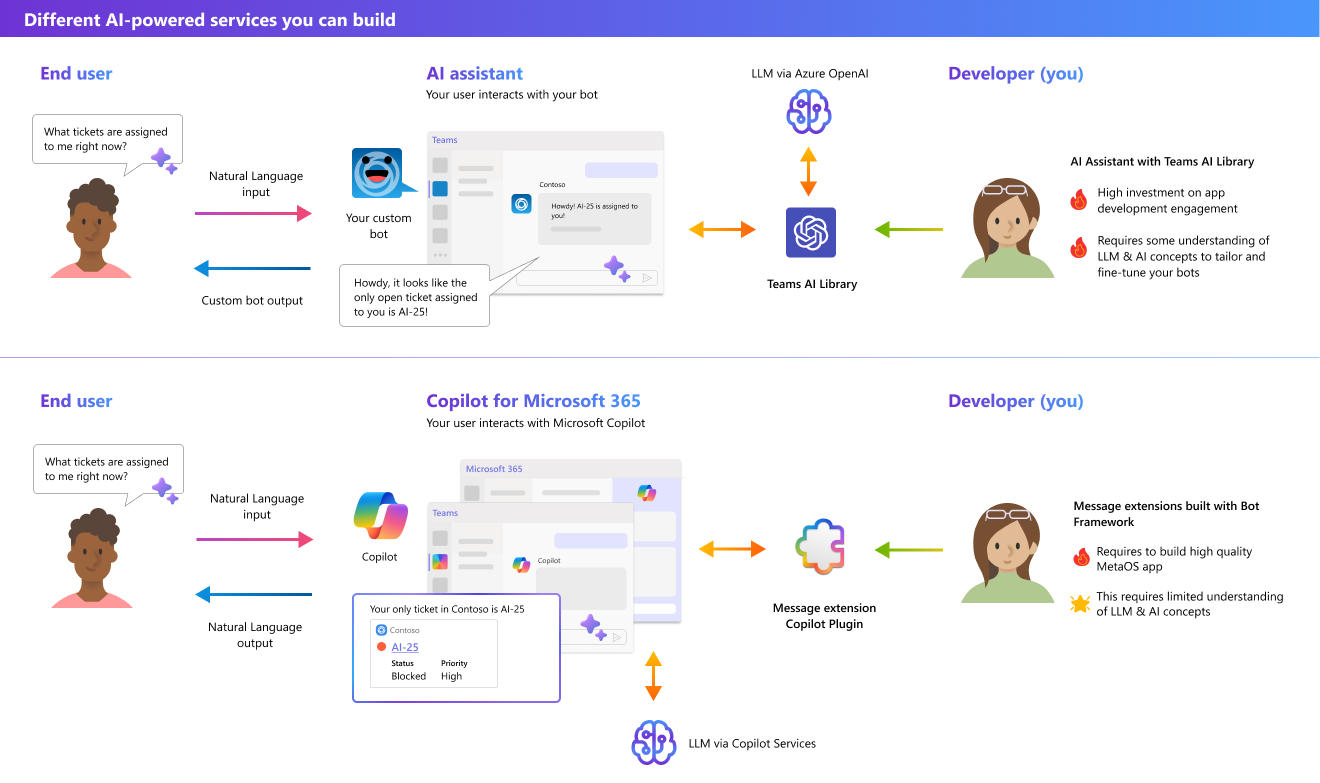 Different AI-powered services you can build
End user
AI assistant
Your user interacts with your bot
LLM via Azure OpenAI
Developer (you)
What tickets are assigned
to me right now?
Natural Language
input
Custom bot output
Your custom
bot
Teams
Contoso
Howdy! AI-25 is assigned to
you!
Howdy, it looks like the
only open ticket assigned
to you is AI-25!
Teams AI Library
AI Assistant with Teams AI Library
High investment on app
development engagement
Requires some understanding of
LLM & AI concepts to tailor and
fine-tune your bots
End user
Copilot for Microsoft 365
Your user interacts with Microsoft Copilot
Developer (you)
What tickets are assigned
to me right now?
Natural Language
input
Natural Language
output
Copilot
Microsoft 365
Teams
Copilot
Your only ticket in Contoso is AI-25
Contoso
AI-25
Status
Priority
Blocked
High
LLM via Copilot Services
Message extension
Copilot Plugin
Message extensions built with Bot
Framework
Requires to build high quality
MetaOS app
This requires limited understanding
of LLM & AI concepts